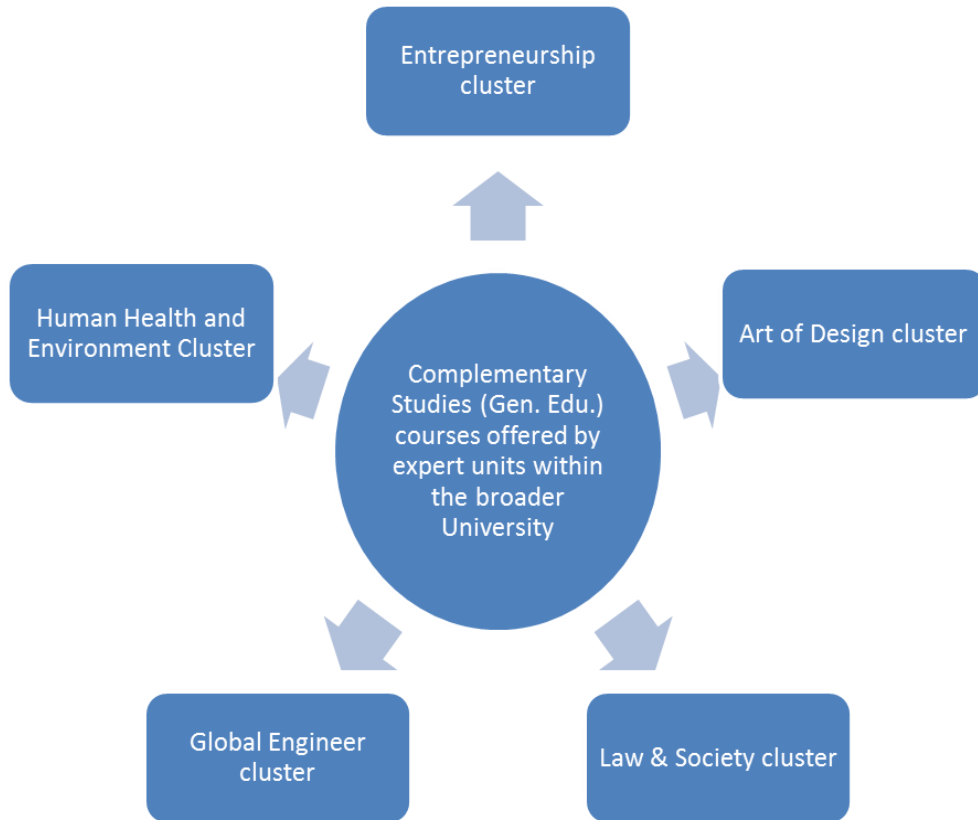 Entrepreneurship
cluster
Human Health and
Environment Cluster
Art of Design cluster
Complementary
Studies (Gen. Edu.)
courses offered by
expert units within
the broader
University
Global Engineer
cluster
Law & Society cluster